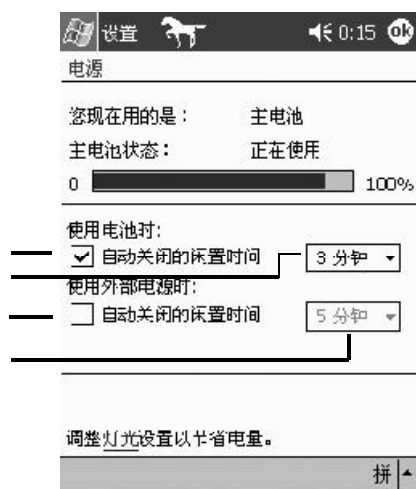 设置 0:15 ok
电源
您现在用的是： 主电池
主电池状态： 正在使用
0 100%
使用电池时:
自动关闭的闲置时间 3 分钟
使用外部电源时:
自动关闭的闲置时间 5 分钟
调整灯光设置以节省电量。
拼